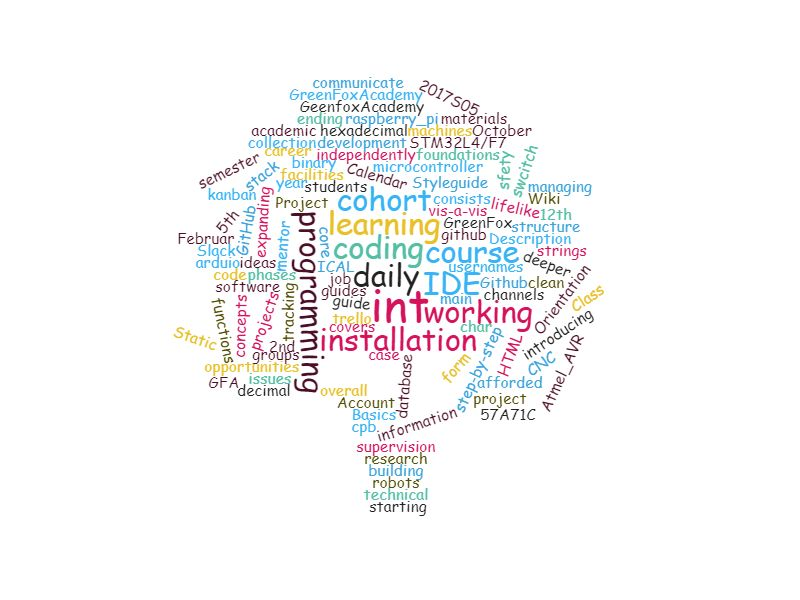 communicate
GreenFoxAcademy
2017S05
GeenfoxAcademy
ending raspberry_pi materials
academic hexadecimal machines October
collection development STM32L4/F7
career independently foundations
binary microcontroller
semester stack facilities Calendar sfety swcitch
year students Styleguide managing
kanban Project cohort consists lifelike Wiki
expanding vis-a-vis 12th
5th GitHub programming learning GreenFox structure
Februar mentor core github Description
Slack coding course strings
arduino ideas ICAL usernames deeper
code phases job daily IDE Github clean
software guides channels
functions concepts projects tracking guide int main Orientation Class
trello working introducing
Static covers char
2nd installation step-by-step HTML
groups case form CNC Atmel_AVR
opportunities
GFA issues database afforded
decimal overall project
Account
Basics 57A71C
cpb. information
supervision
research
building
robots
technical
starting